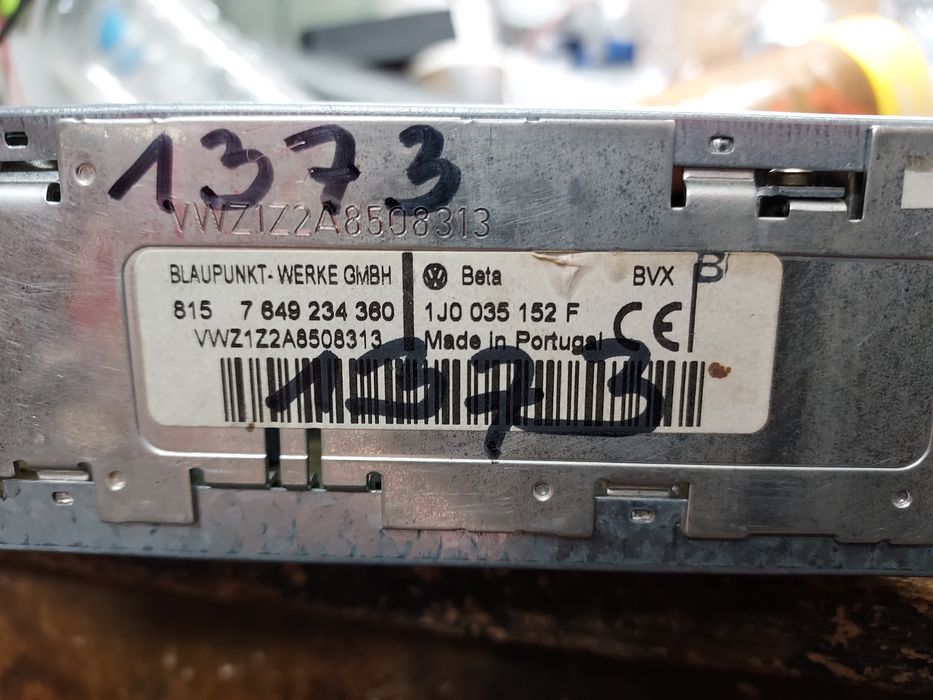 1373
VWZ1Z2A8508313
BLAUPUNKT-WERKE GMBH
815 7 649 234 360
VWZ1Z2A8508313
VW Beta BVX B
1J0 035 152 F
Made in Portugal CE
1373